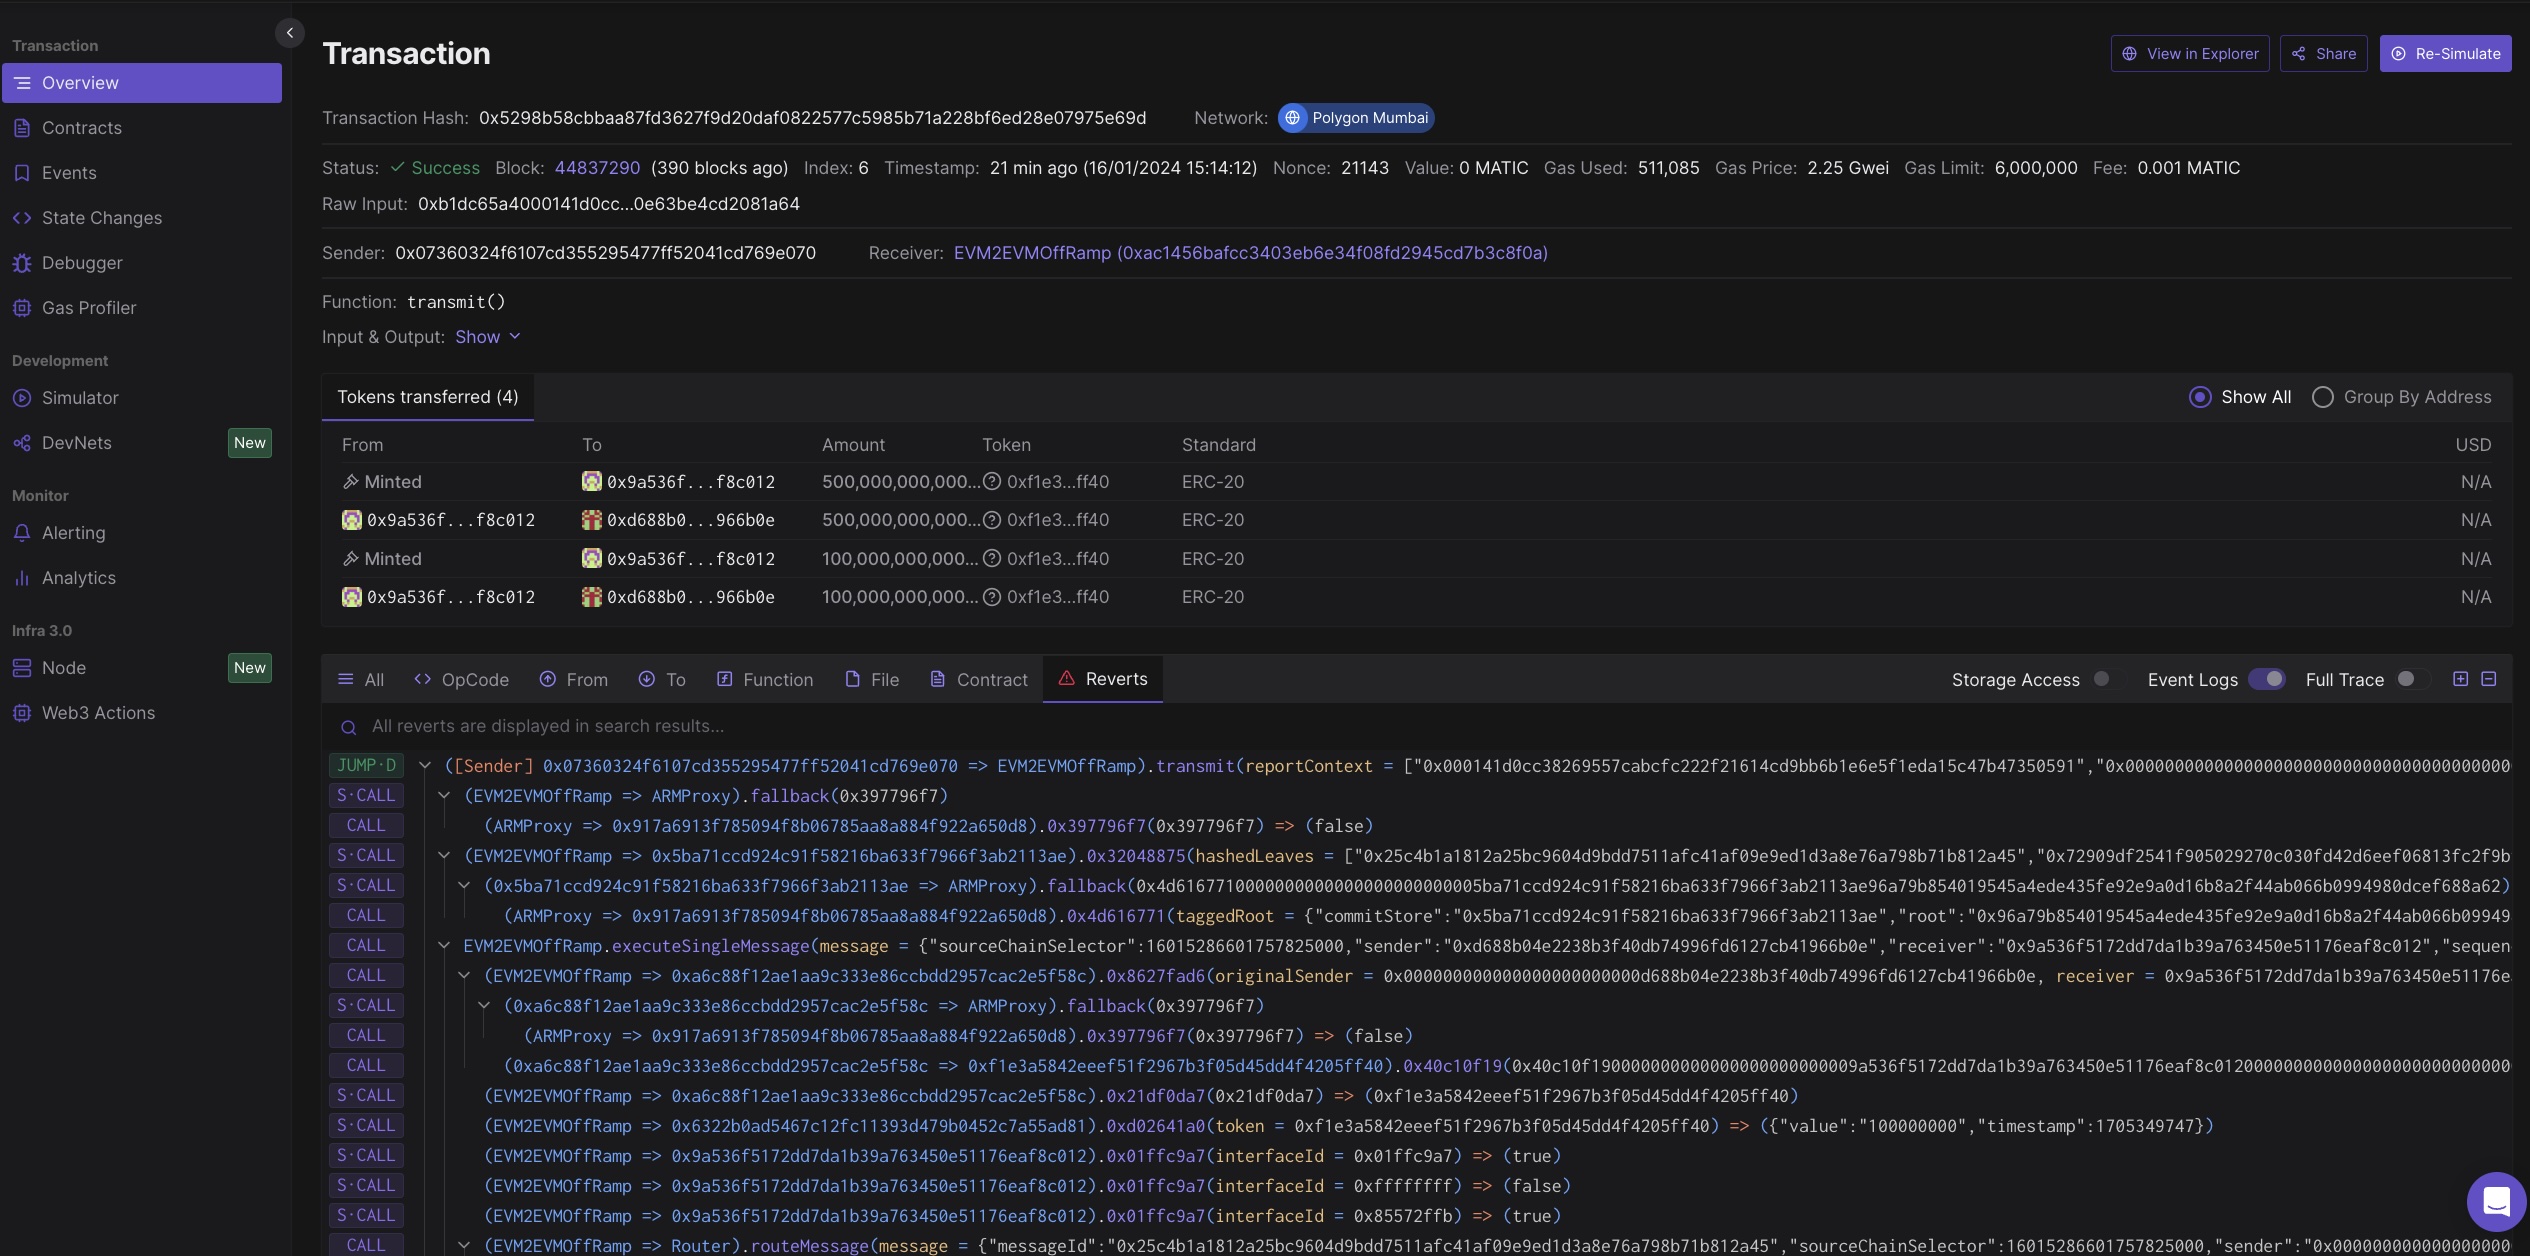 Transaction
Overview
Contracts
Events
State Changes
Debugger
Gas Profiler
Development
Simulator
DevNets New
Monitor
Alerting
Analytics
Infra 3.0
Node New
Web3 Actions
Transaction
View in Explorer Share Re-Simulate
Transaction Hash: 0x5298b58cbbaa87fd3627f9d20daf0822577c5985b71a228bf6ed28e07975e69d Network: Polygon Mumbai
Status: Success Block: 44837290 (390 blocks ago) Index: 6 Timestamp: 21 min ago (16/01/2024 15:14:12) Nonce: 21143 Value: 0 MATIC Gas Used: 511,085 Gas Price: 2.25 Gwei Gas Limit: 6,000,000 Fee: 0.001 MATIC
Raw Input: 0xb1dc65a4000141d0cc...0e63be4cd2081a64
Sender: 0x07360324f6107cd355295477ff52041cd769e070 Receiver: EVM2EVMOffRamp (0xac1456bafcc3403eb6e34f08fd2945cd7b3c8f0a)
Function: transmit()
Input & Output: Show
Tokens transferred (4) Show All Group By Address
From To Amount Token Standard USD
Minted 0x9a536f...f8c012 500,000,000,000... 0xf1e3...ff40 ERC-20 N/A
0x9a536f...f8c012 0xd688b0...966b0e 500,000,000,000... 0xf1e3...ff40 ERC-20 N/A
Minted 0x9a536f...f8c012 100,000,000,000... 0xf1e3...ff40 ERC-20 N/A
0x9a536f...f8c012 0xd688b0...966b0e 100,000,000,000... 0xf1e3...ff40 ERC-20 N/A
All OpCode From To Function File Contract Reverts Storage Access Event Logs Full Trace
All reverts are displayed in search results...
JUMP·D ([Sender] 0x07360324f6107cd355295477ff52041cd769e070 => EVM2EVMOffRamp).transmit(reportContext = ["0x000141d0cc38269557cabcfc222f21614cd9bb6b1e6e5f1eda15c47b47350591","0x00000000000000000000000000000000000000
S·CALL (EVM2EVMOffRamp => ARMProxy).fallback(0x397796f7)
CALL (ARMProxy => 0x917a6913f785094f8b06785aa8a884f922a650d8).0x397796f7(0x397796f7) => (false)
S·CALL (EVM2EVMOffRamp => 0x5ba71ccd924c91f58216ba633f7966f3ab2113ae).0x32048875(hashedLeaves = ["0x25c4b1a1812a25bc9604d9bdd7511afc41af09e9ed1d3a8e76a798b71b812a45","0x72909df2541f905029270c030fd42d6eef06813fc2f9b
S·CALL (0x5ba71ccd924c91f58216ba633f7966f3ab2113ae => ARMProxy).fallback(0x4d6167710000000000000000000000005ba71ccd924c91f58216ba633f7966f3ab2113ae96a79b854019545a4ede435fe92e9a0d16b8a2f44ab066b0994980dcef688a62)
CALL (ARMProxy => 0x917a6913f785094f8b06785aa8a884f922a650d8).0x4d616771(taggedRoot = {"commitStore":"0x5ba71ccd924c91f58216ba633f7966f3ab2113ae","root":"0x96a79b854019545a4ede435fe92e9a0d16b8a2f44ab066b09949
CALL EVM2EVMOffRamp.executeSingleMessage(message = {"sourceChainSelector":16015286601757825000,"sender":"0xd688b04e2238b3f40db74996fd6127cb41966b0e","receiver":"0x9a536f5172dd7da1b39a763450e51176eaf8c012","sequen
CALL (EVM2EVMOffRamp => 0xa6c88f12ae1aa9c333e86ccbdd2957cac2e5f58c).0x8627fad6(originalSender = 0x000000000000000000000000d688b04e2238b3f40db74996fd6127cb41966b0e, receiver = 0x9a536f5172dd7da1b39a763450e51176e
S·CALL (0xa6c88f12ae1aa9c333e86ccbdd2957cac2e5f58c => ARMProxy).fallback(0x397796f7)
CALL (ARMProxy => 0x917a6913f785094f8b06785aa8a884f922a650d8).0x397796f7(0x397796f7) => (false)
CALL (0xa6c88f12ae1aa9c333e86ccbdd2957cac2e5f58c => 0xf1e3a5842eeef51f2967b3f05d45dd4f4205ff40).0x40c10f19(0x40c10f190000000000000000000000009a536f5172dd7da1b39a763450e51176eaf8c01200000000000000000000000000
S·CALL (EVM2EVMOffRamp => 0xa6c88f12ae1aa9c333e86ccbdd2957cac2e5f58c).0x21df0da7(0x21df0da7) => (0xf1e3a5842eeef51f2967b3f05d45dd4f4205ff40)
S·CALL (EVM2EVMOffRamp => 0x6322b0ad5467c12fc11393d479b0452c7a55ad81).0xd02641a0(token = 0xf1e3a5842eeef51f2967b3f05d45dd4f4205ff40) => ({"value":"100000000","timestamp":1705349747})
S·CALL (EVM2EVMOffRamp => 0x9a536f5172dd7da1b39a763450e51176eaf8c012).0x01ffc9a7(interfaceId = 0x01ffc9a7) => (true)
S·CALL (EVM2EVMOffRamp => 0x9a536f5172dd7da1b39a763450e51176eaf8c012).0x01ffc9a7(interfaceId = 0xffffffff) => (false)
S·CALL (EVM2EVMOffRamp => 0x9a536f5172dd7da1b39a763450e51176eaf8c012).0x01ffc9a7(interfaceId = 0x85572ffb) => (true)
CALL (EVM2EVMOffRamp => Router).routeMessage(message = {"messageId":"0x25c4b1a1812a25bc9604d9bdd7511afc41af09e9ed1d3a8e76a798b71b812a45","sourceChainSelector":16015286601757825000,"sender":"0x0000000000